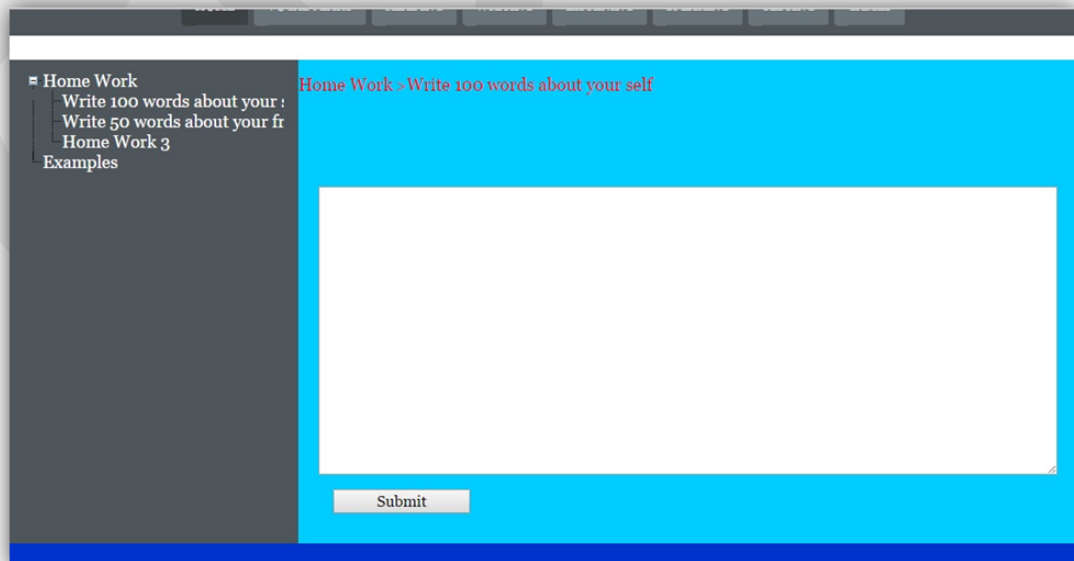 Home Work
Write 100 words about your s
Write 50 words about your fr
Home Work 3
Examples
Home Work >Write 100 words about your self
Submit